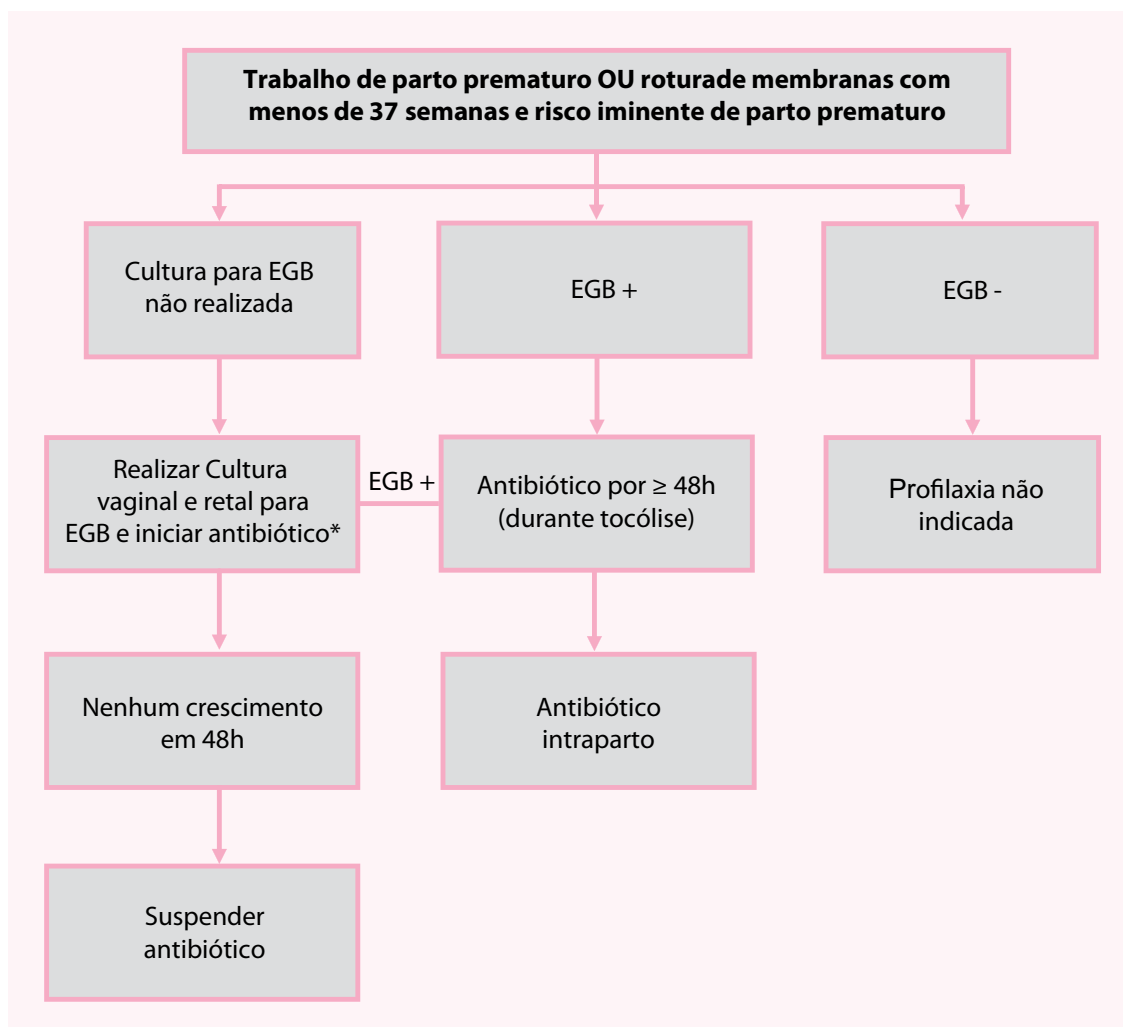 Trabalho de parto prematuro OU roturade membranas com
menos de 37 semanas e risco iminente de parto prematuro
Cultura para EGB
não realizada
EGB +
EGB -
Realizar Cultura
vaginal e retal para
EGB e iniciar antibiótico*
EGB +
Antibiótico por ≥ 48h
(durante tocólise)
Profilaxia não
indicada
Nenhum crescimento
em 48h
Antibiótico
intraparto
Suspender
antibiótico